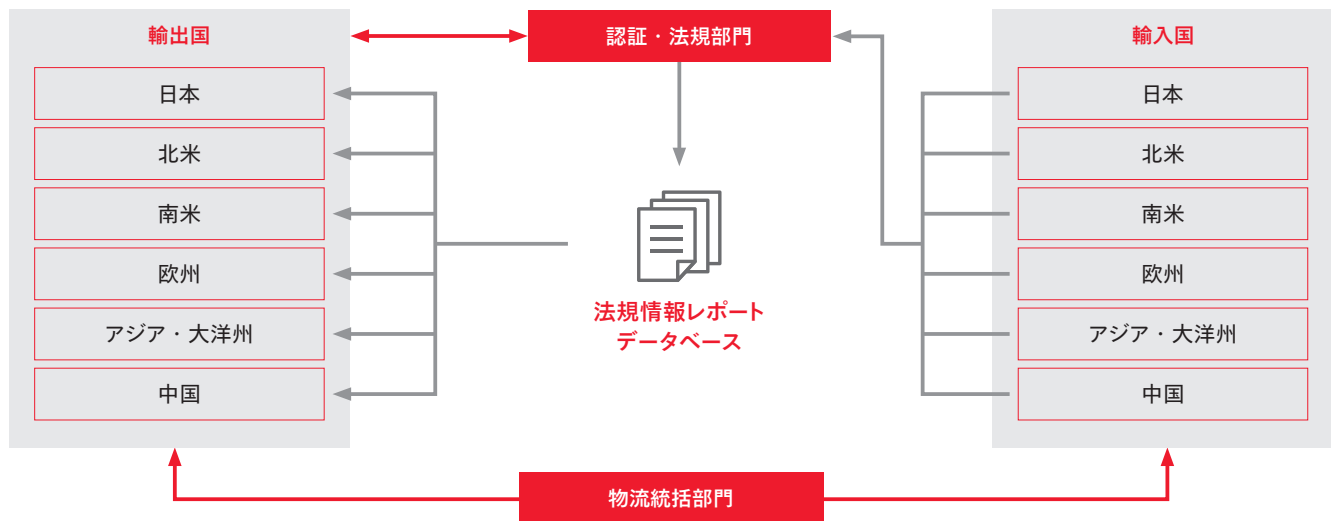 輸出国
日本
北米
南米
欧州
アジア・大洋州
中国
認証・法規部門
法規情報レポート
データベース
輸入国
日本
北米
南米
欧州
アジア・大洋州
中国
物流統括部門